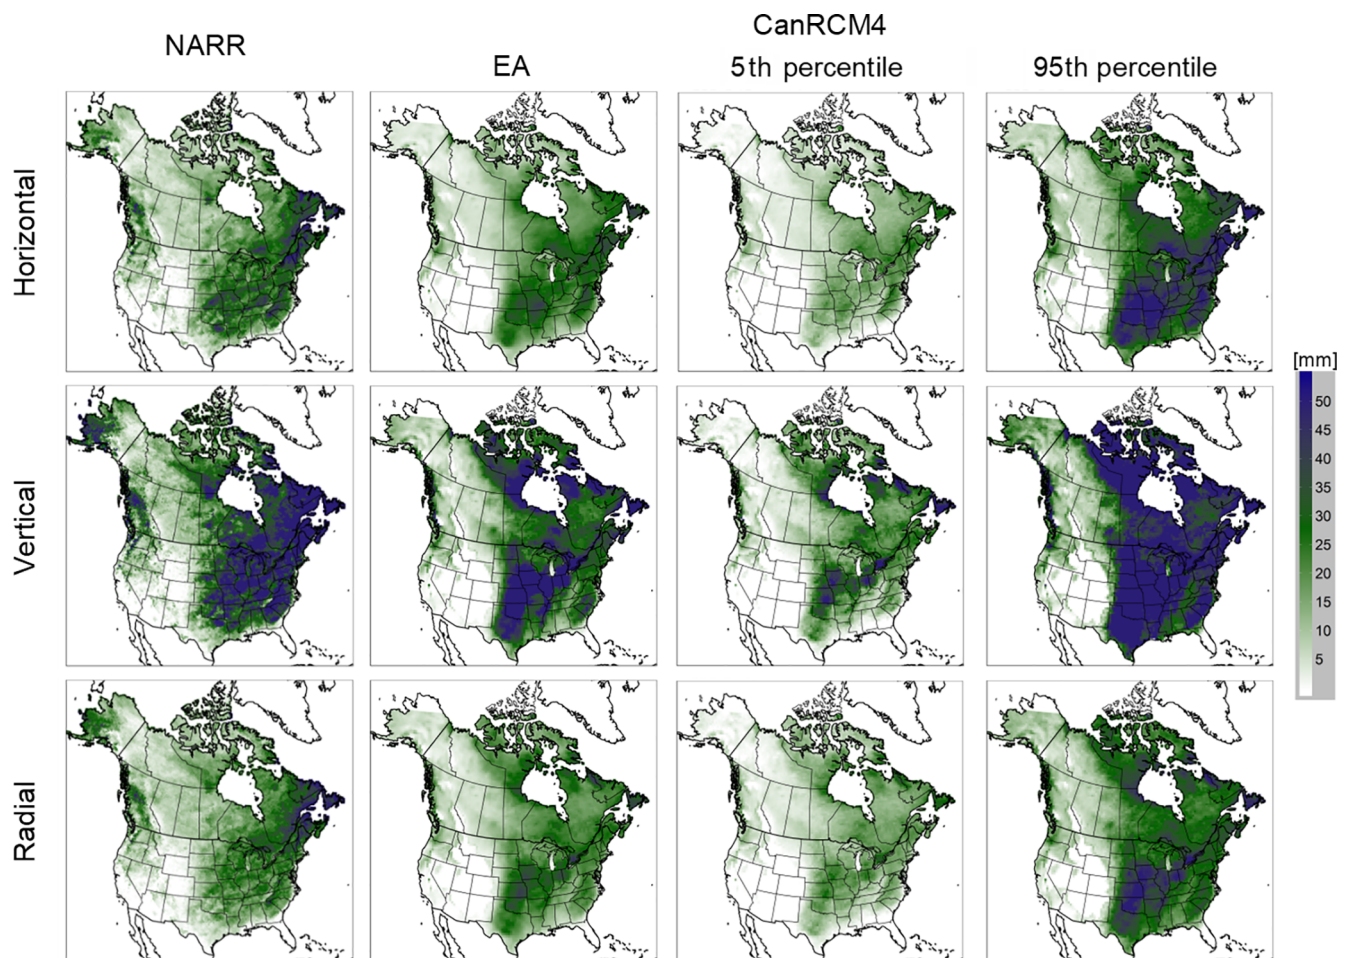 CanRCM4
NARR
EA
5th percentile
95th percentile
Horizontal
Vertical
Radial
[mm]
50
45
40
35
30
25
20
15
10
5